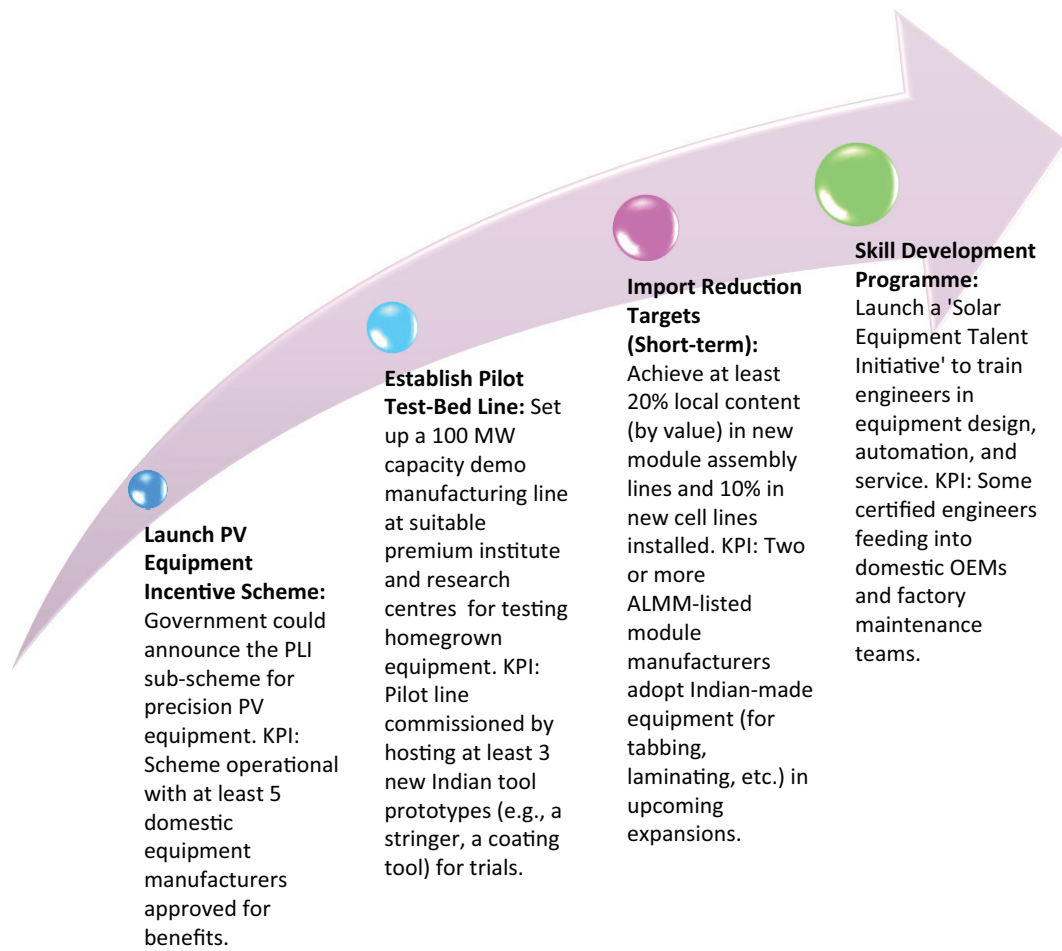 Launch PV
Equipment
Incentive Scheme:
Government could
announce the PLI
sub-scheme for
precision PV
equipment. KPI:
Scheme operational
with at least 5
domestic
equipment
manufacturers
approved for
benefits.
Establish Pilot
Test-Bed Line: Set
up a 100 MW
capacity demo
manufacturing line
at suitable
premium institute
and research
centres for testing
homegrown
equipment. KPI:
Pilot line
commissioned by
hosting at least 3
new Indian tool
prototypes (e.g., a
stringer, a coating
tool) for trials.
Import Reduction
Targets
(Short-term):
Achieve at least
20% local content
(by value) in new
module assembly
lines and 10% in
new cell lines
installed. KPI: Two
or more
ALMM-listed
module
manufacturers
adopt Indian-made
equipment (for
tabbing,
laminating, etc.) in
upcoming
expansions.
Skill Development
Programme:
Launch a 'Solar
Equipment Talent
Initiative' to train
engineers in
equipment design,
automation, and
service. KPI: Some
certified engineers
feeding into
domestic OEMs
and factory
maintenance
teams.